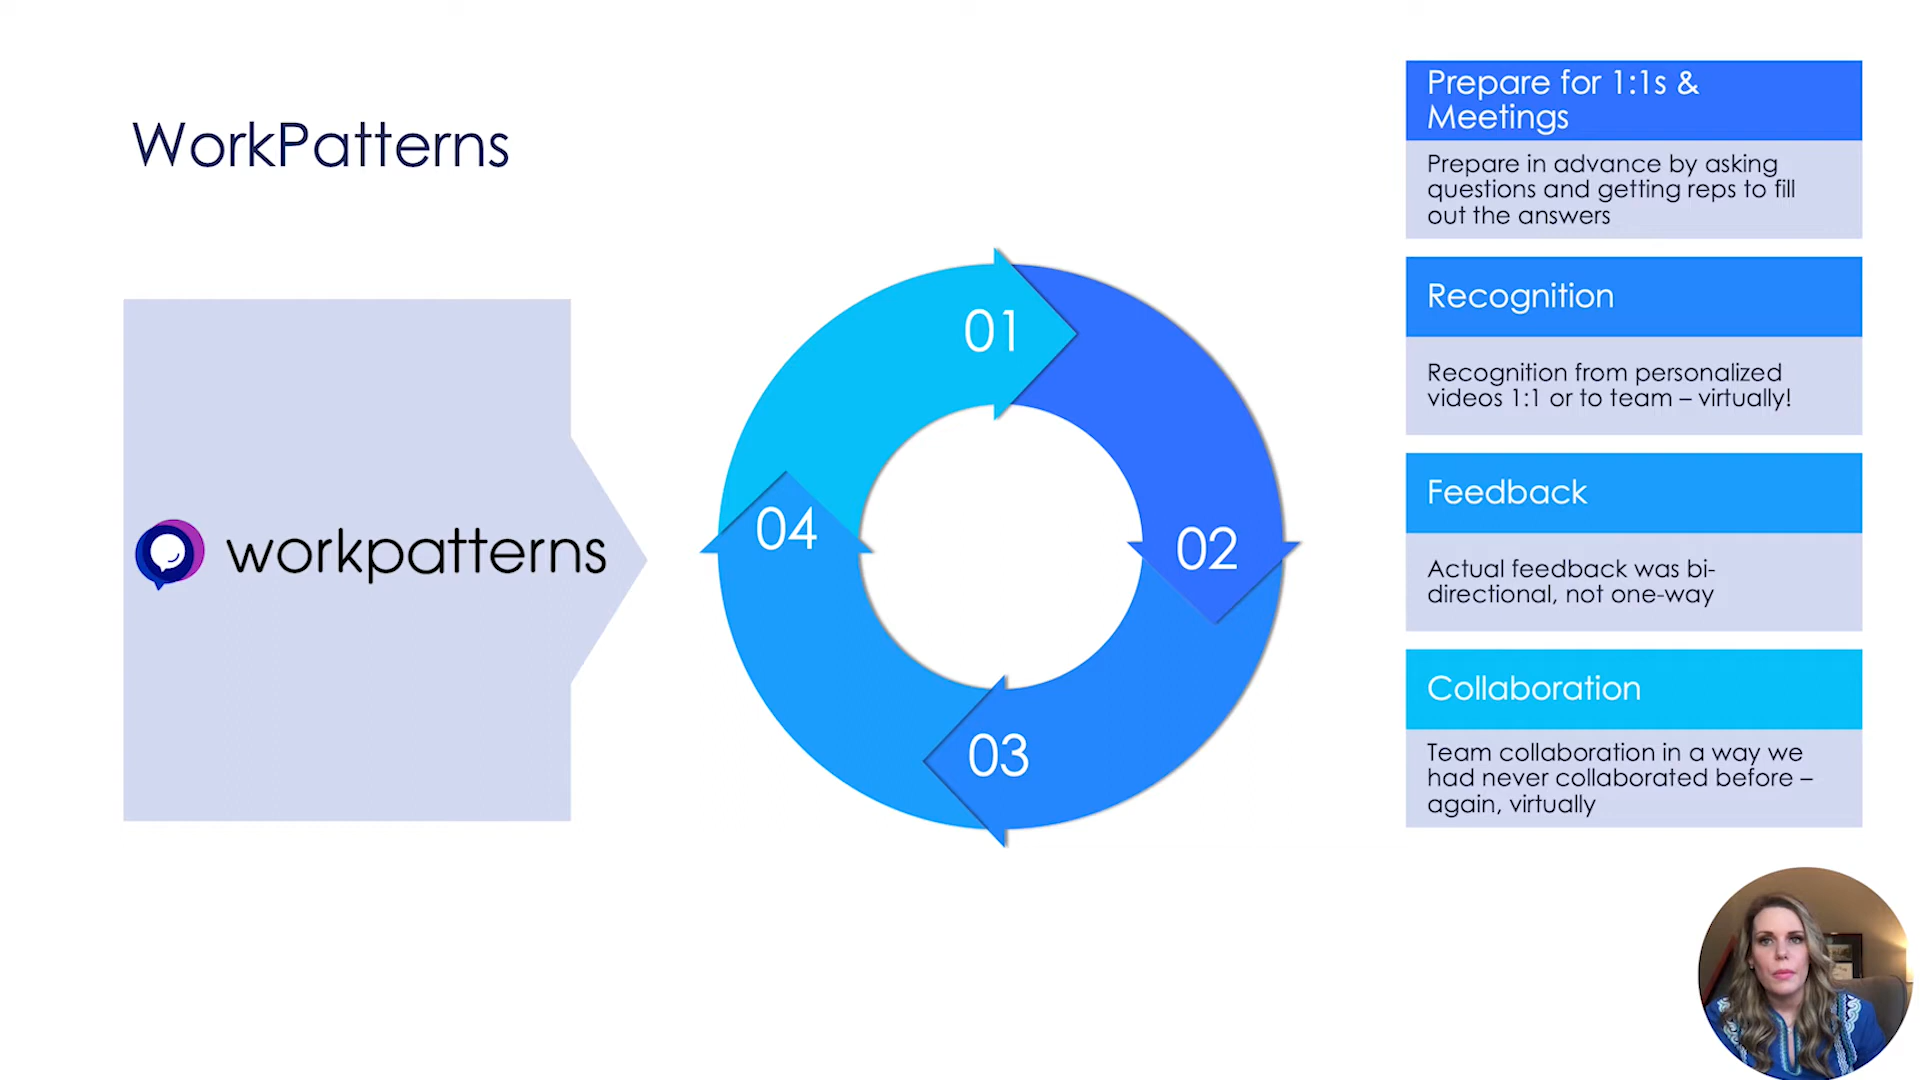 WorkPatterns
workpatterns
01
02
03
04
Prepare for 1:1s &
Meetings
Prepare in advance by asking
questions and getting reps to fill
out the answers
Recognition
Recognition from personalized
videos 1:1 or to team – virtually!
Feedback
Actual feedback was bi-
directional, not one-way
Collaboration
Team collaboration in a way we
had never collaborated before –
again, virtually